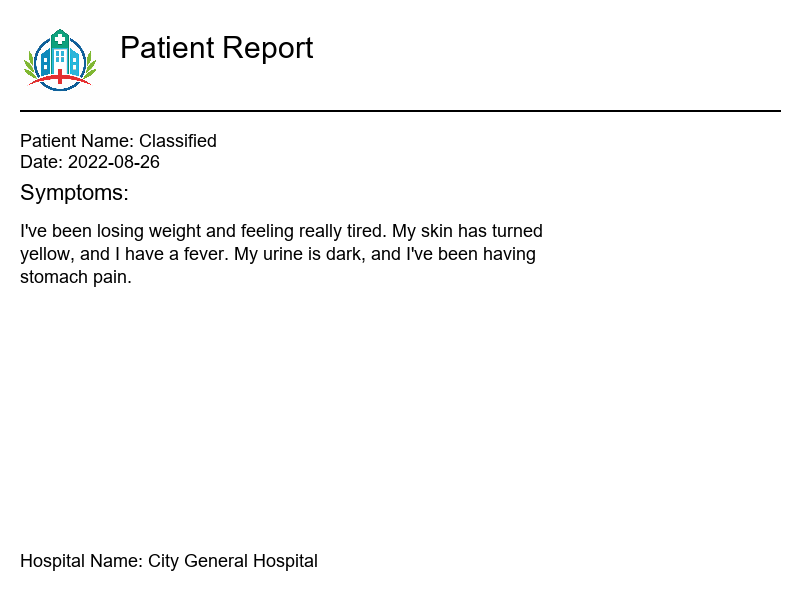 Patient Report
Patient Name: Classified
Date: 2022-08-26
Symptoms:
I've been losing weight and feeling really tired. My skin has turned
yellow, and I have a fever. My urine is dark, and I've been having
stomach pain.
Hospital Name: City General Hospital